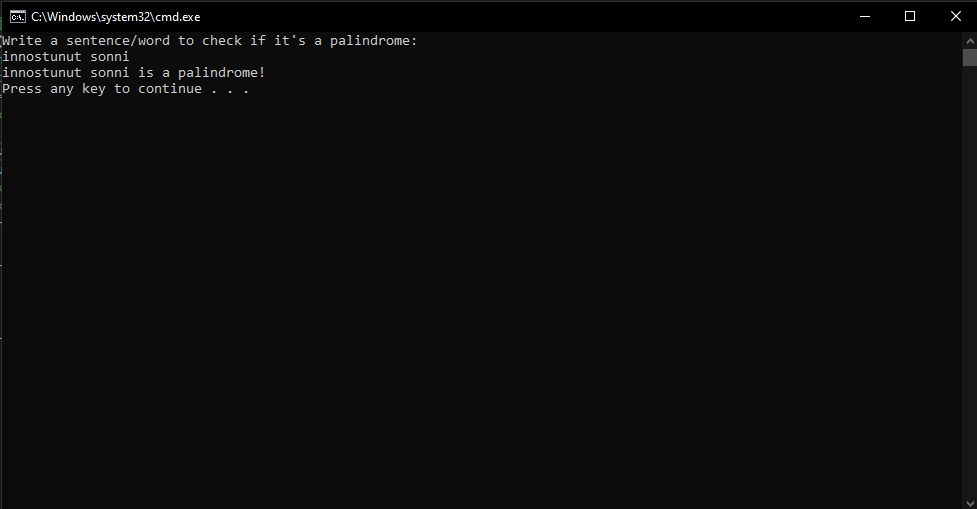 C:\Windows\system32\cmd.exe
Write a sentence/word to check if it's a palindrome:
innostunut sonni
innostunut sonni is a palindrome!
Press any key to continue . . .